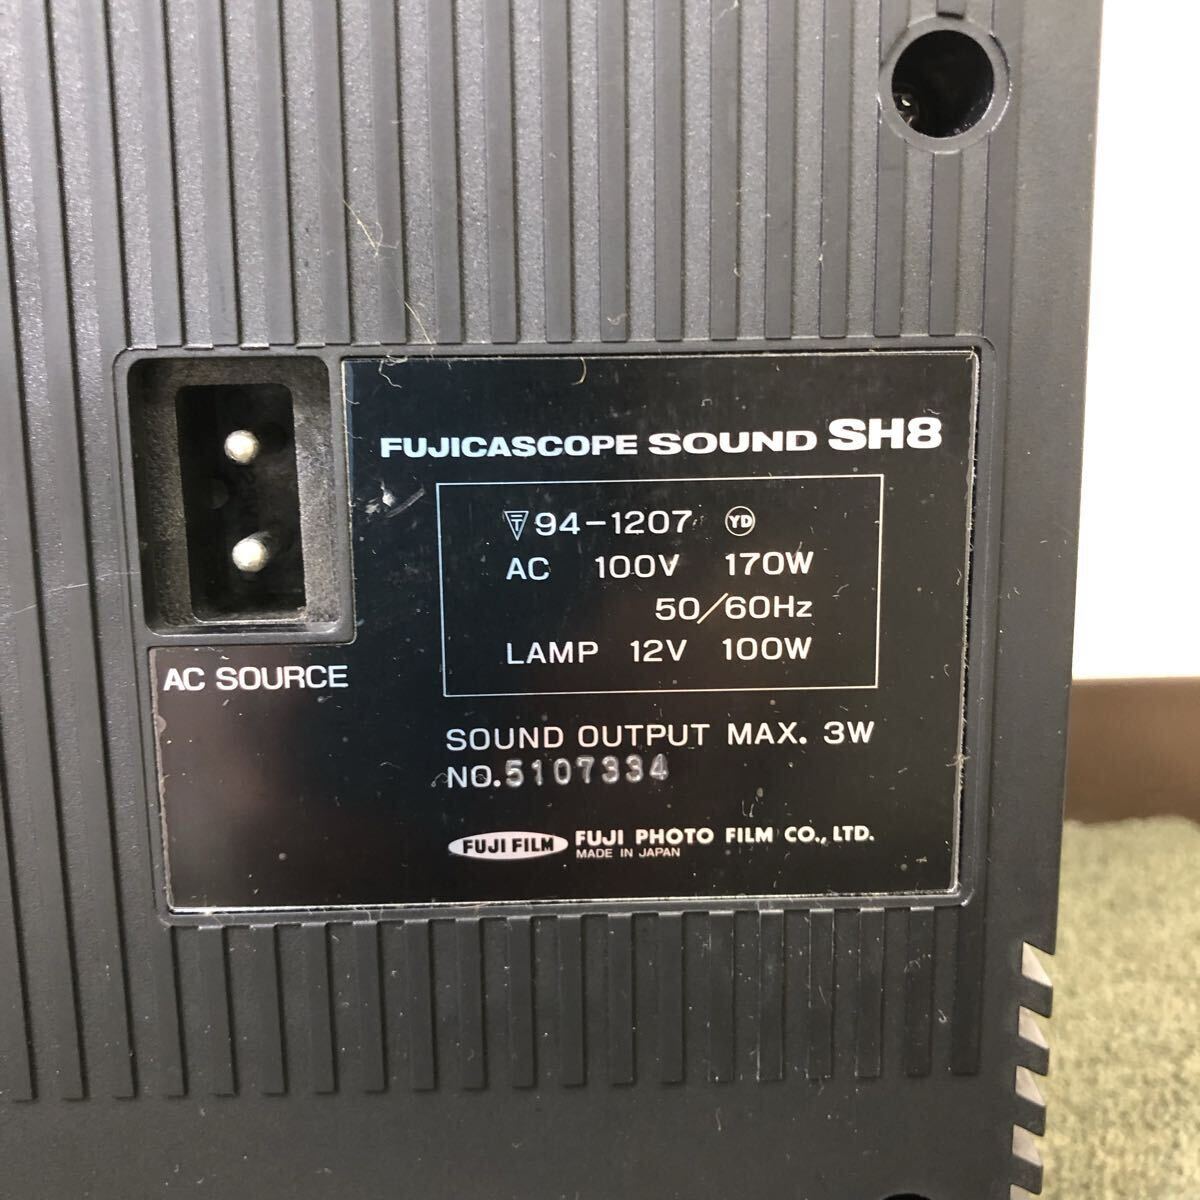 FUJICASCOPE SOUND SH8
T 94-1207 YD
AC 100V 170W
50/60Hz
LAMP 12V 100W
AC SOURCE
SOUND OUTPUT MAX. 3W
NO.5107334
FUJI FILM FUJI PHOTO FILM CO., LTD.
MADE IN JAPAN